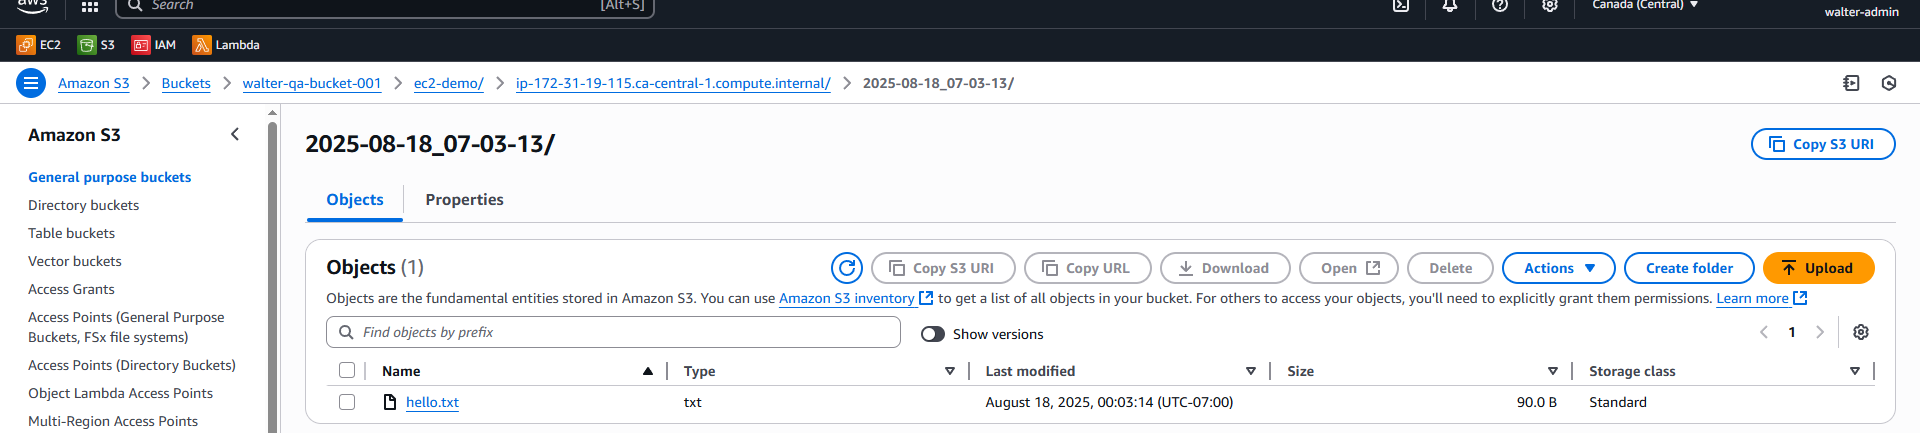 aws Search [Alt+S] Canada (Central)
walter-admin
EC2 S3 IAM Lambda
Amazon S3 Buckets walter-qa-bucket-001 ec2-demo/ ip-172-31-19-115.ca-central-1.compute.internal/ 2025-08-18_07-03-13/
Amazon S3
General purpose buckets
Directory buckets
Table buckets
Vector buckets
Access Grants
Access Points (General Purpose
Buckets, FSx file systems)
Access Points (Directory Buckets)
Object Lambda Access Points
Multi-Region Access Points
2025-08-18_07-03-13/
Copy S3 URI
Objects Properties
Objects (1)
Copy S3 URI Copy URL Download Open Delete Actions Create folder Upload
Objects are the fundamental entities stored in Amazon S3. You can use Amazon S3 inventory to get a list of all objects in your bucket. For others to access your objects, you'll need to explicitly grant them permissions. Learn more
Find objects by prefix Show versions 1
Name Type Last modified Size Storage class
hello.txt txt August 18, 2025, 00:03:14 (UTC-07:00) 90.0 B Standard